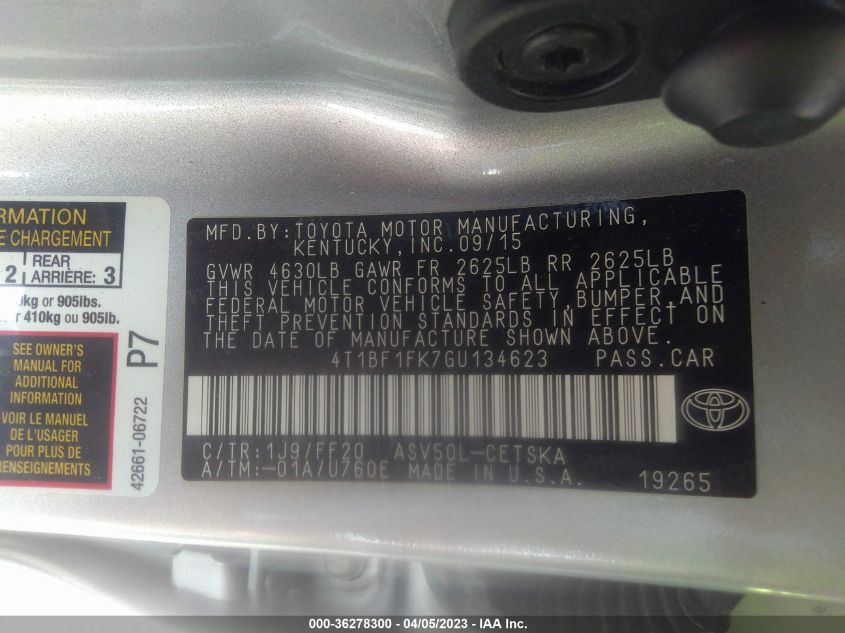 RMATION
E CHARGEMENT
2 | REAR
ARRIÈRE: 3
kg or 905lbs.
r 410kg ou 905lb.
SEE OWNER'S
MANUAL FOR
ADDITIONAL
INFORMATION
VOIR LE MANUEL
DE L'USAGER
POUR PLUS DE
P7
42661-06722
MFD.BY:TOYOTA MOTOR MANUFACTURING,
KENTUCKY,INC.09/15
GVWR 4630LB GAWR FR 2625LB RR 2625LB
THIS VEHICLE CONFORMS TO ALL APPLICABLE
FEDERAL MOTOR VEHICLE SAFETY,BUMPER,AND
THEFT PREVENTION STANDARDS IN EFFECT ON
THE DATE OF MANUFACTURE SHOWN ABOVE.
4T1BF1FK7GU134623 PASS.CAR
C/TR:1J9/FF20 ASV50L-CETSKA
A/TM:-01A/U760E MADE IN U.S.A.
19265
000-36278300 - 04/05/2023 - IAA Inc.